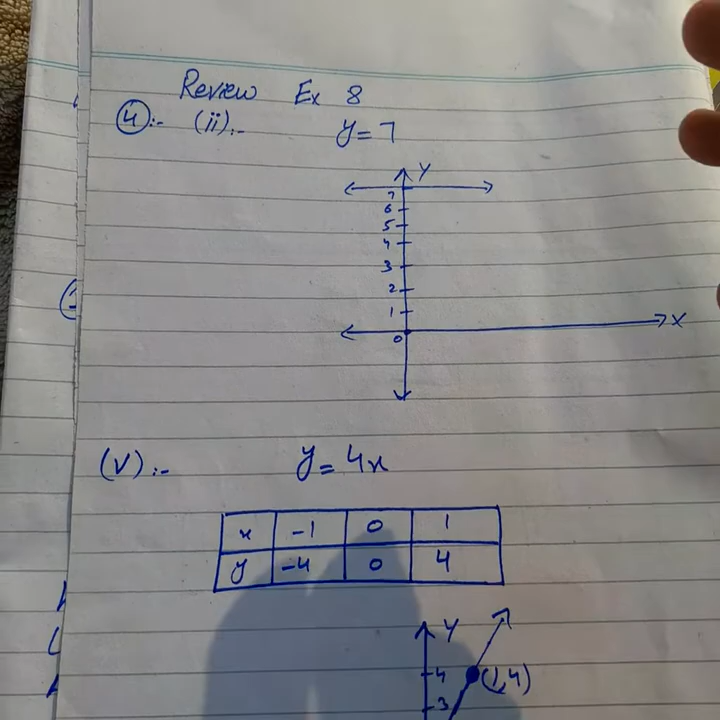 Review Ex 8
4:- (ii):- y=7
Y
7
6
5
4
3
2
1
0
X
(V):- y=4x
x -1 0 1
y -4 0 4
Y
4 (1,4)
3